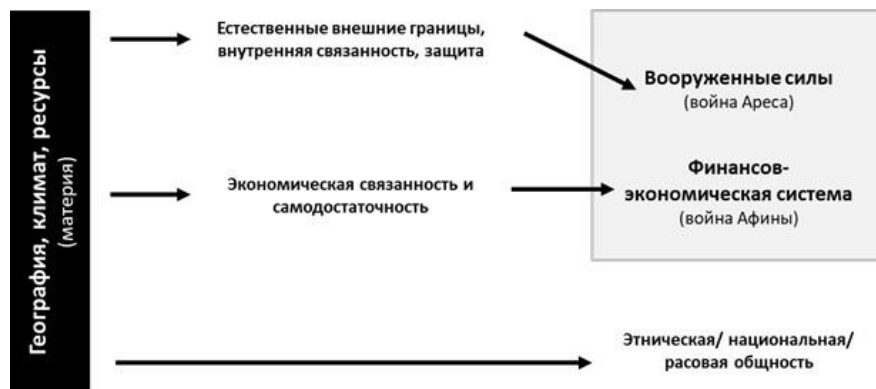 География, климат, ресурсы
(материя)
Естественные внешние границы,
внутренняя связанность, защита
Вооруженные силы
(война Ареса)
Экономическая связанность и
самодостаточность
Финансов-
экономическая система
(война Афины)
Этническая/ национальная/
расовая общность